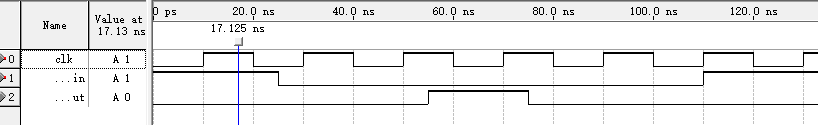 0 ps 20.0 ns 40.0 ns 60.0 ns 80.0 ns 100.0 ns 120.0 ns
Name Value at 17.13 ns
17.125 ns
0 clk A 1
1 ...in A 1
2 ...ut A 0